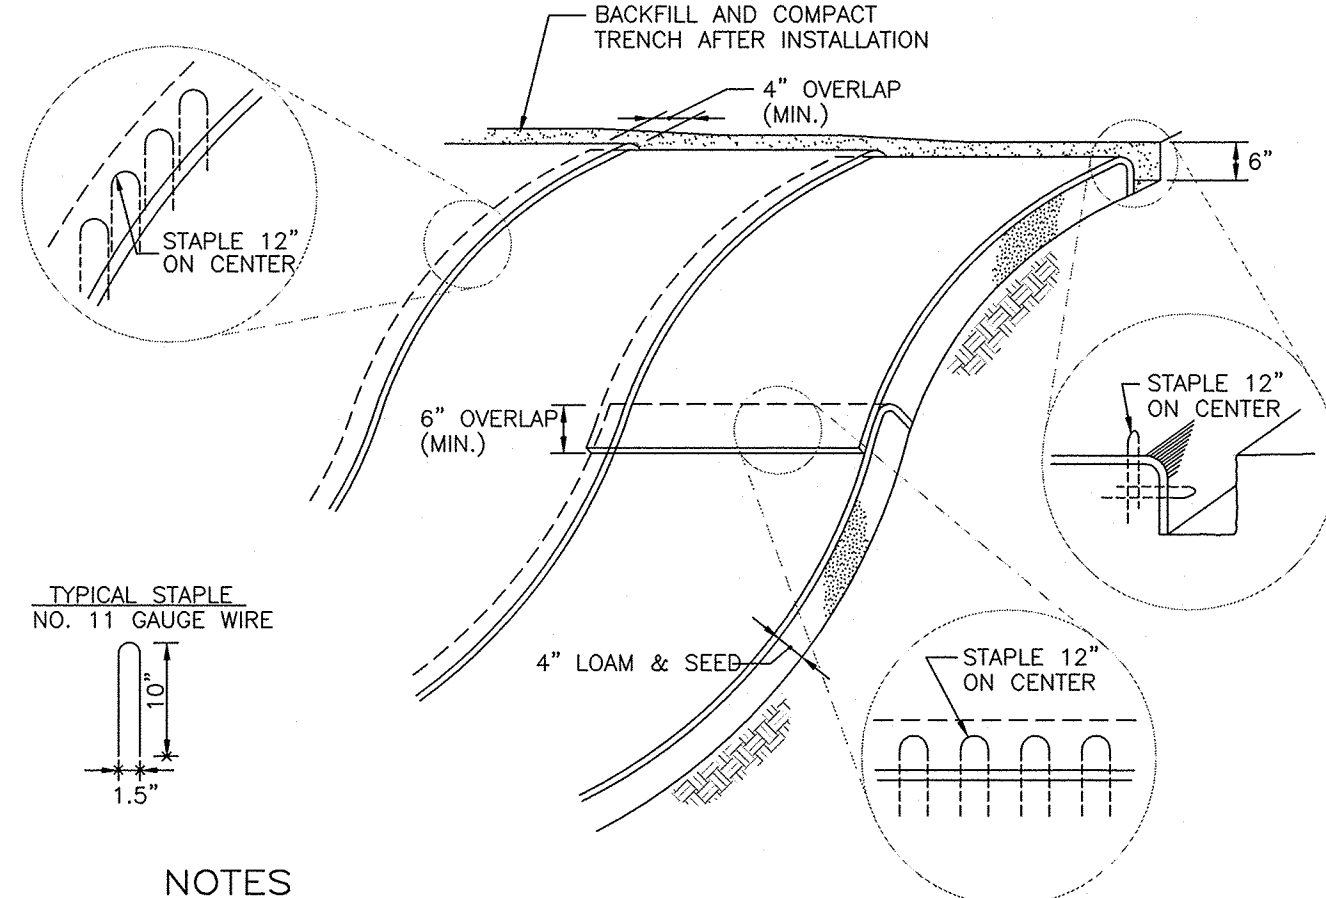 BACKFILL AND COMPACT
TRENCH AFTER INSTALLATION
4" OVERLAP
(MIN.)
6"
STAPLE 12"
ON CENTER
STAPLE 12"
ON CENTER
6" OVERLAP
(MIN.)
TYPICAL STAPLE
NO. 11 GAUGE WIRE
10"
1.5"
4" LOAM & SEED
STAPLE 12"
ON CENTER
NOTES